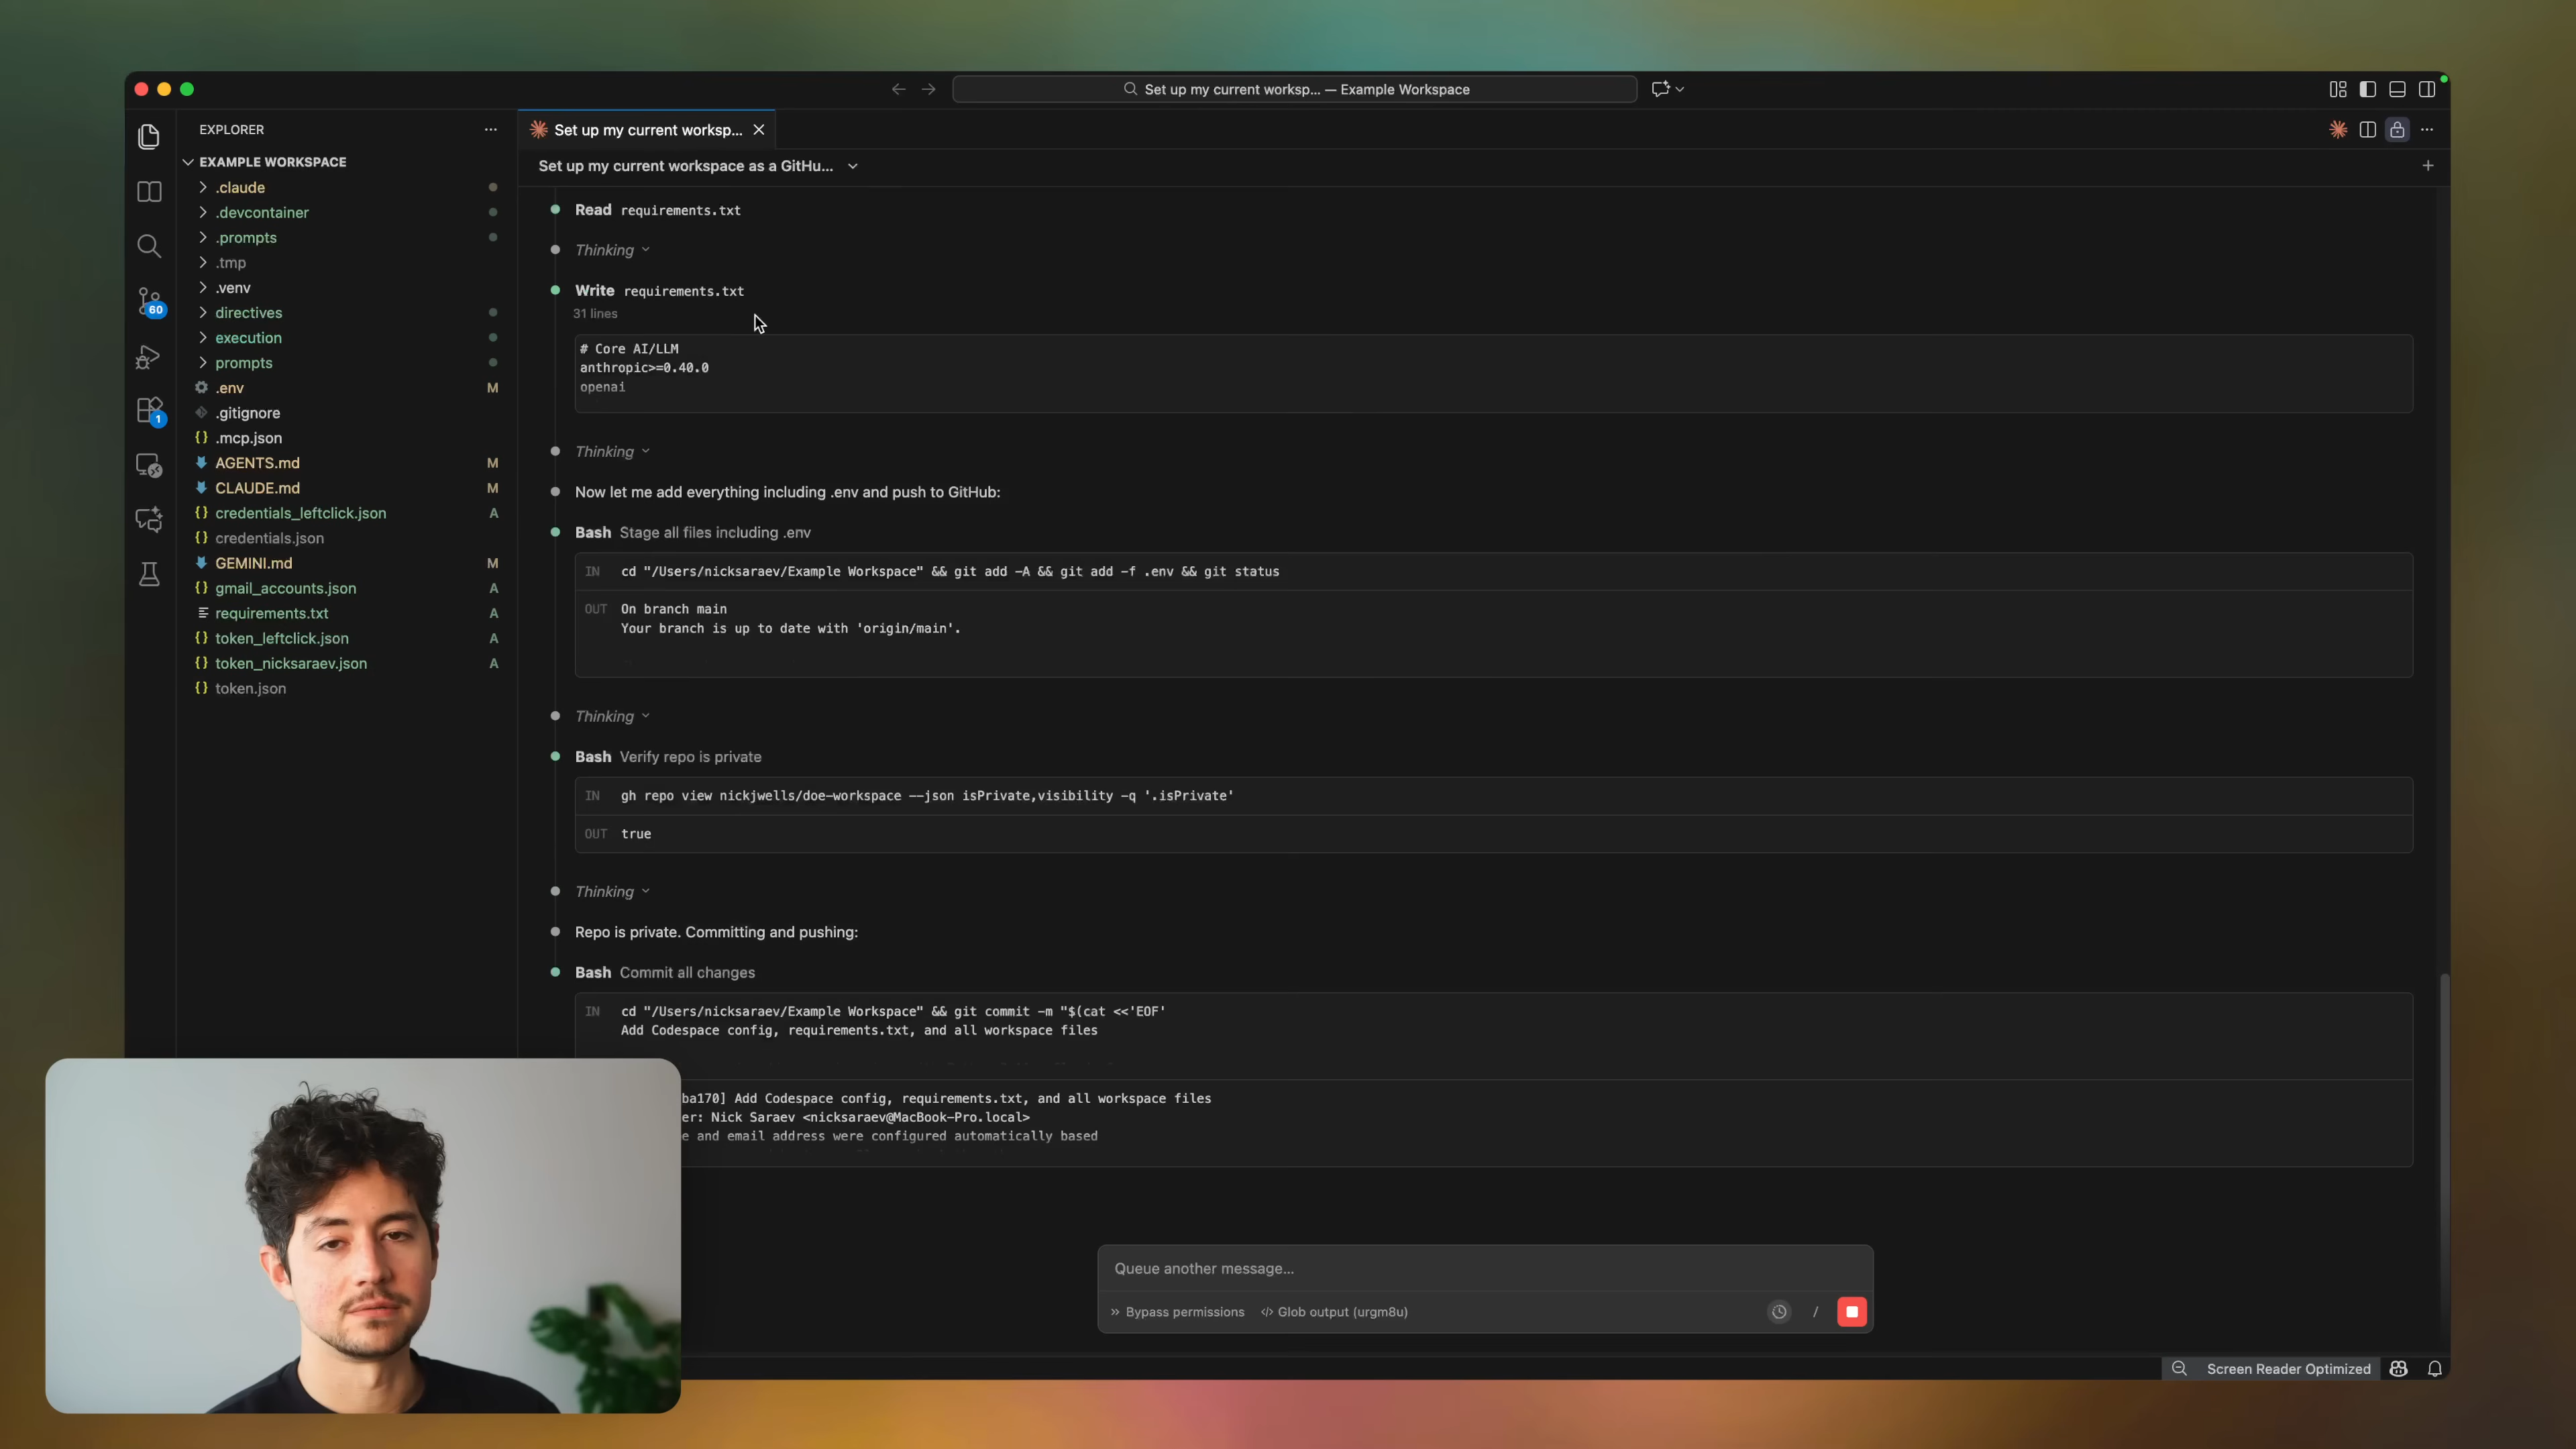 Set up my current worksp... — Example Workspace
EXPLORER
EXAMPLE WORKSPACE
.claude
.devcontainer
.prompts
.tmp
.venv
directives
execution
prompts
.env M
.gitignore
.mcp.json
AGENTS.md M
CLAUDE.md M
credentials_leftclick.json A
credentials.json
GEMINI.md M
gmail_accounts.json A
requirements.txt A
token_leftclick.json A
token_nicksaraev.json A
token.json
60
1
Set up my current worksp...
Set up my current workspace as a GitHu...
Read requirements.txt
Thinking
Write requirements.txt
31 lines
# Core AI/LLM
anthropic>=0.40.0
openai
Thinking
Now let me add everything including .env and push to GitHub:
Bash Stage all files including .env
IN cd "/Users/nicksaraev/Example Workspace" && git add -A && git add -f .env && git status
OUT On branch main
Your branch is up to date with 'origin/main'.
Thinking
Bash Verify repo is private
IN gh repo view nickjwells/doe-workspace --json isPrivate,visibility -q '.isPrivate'
OUT true
Thinking
Repo is private. Committing and pushing:
Bash Commit all changes
IN cd "/Users/nicksaraev/Example Workspace" && git commit -m "$(cat <<'EOF'
Add Codespace config, requirements.txt, and all workspace files
ba170] Add Codespace config, requirements.txt, and all workspace files
er: Nick Saraev <nicksaraev@MacBook-Pro.local>
e and email address were configured automatically based
Queue another message...
Bypass permissions </> Glob output (urgm8u) /
Screen Reader Optimized